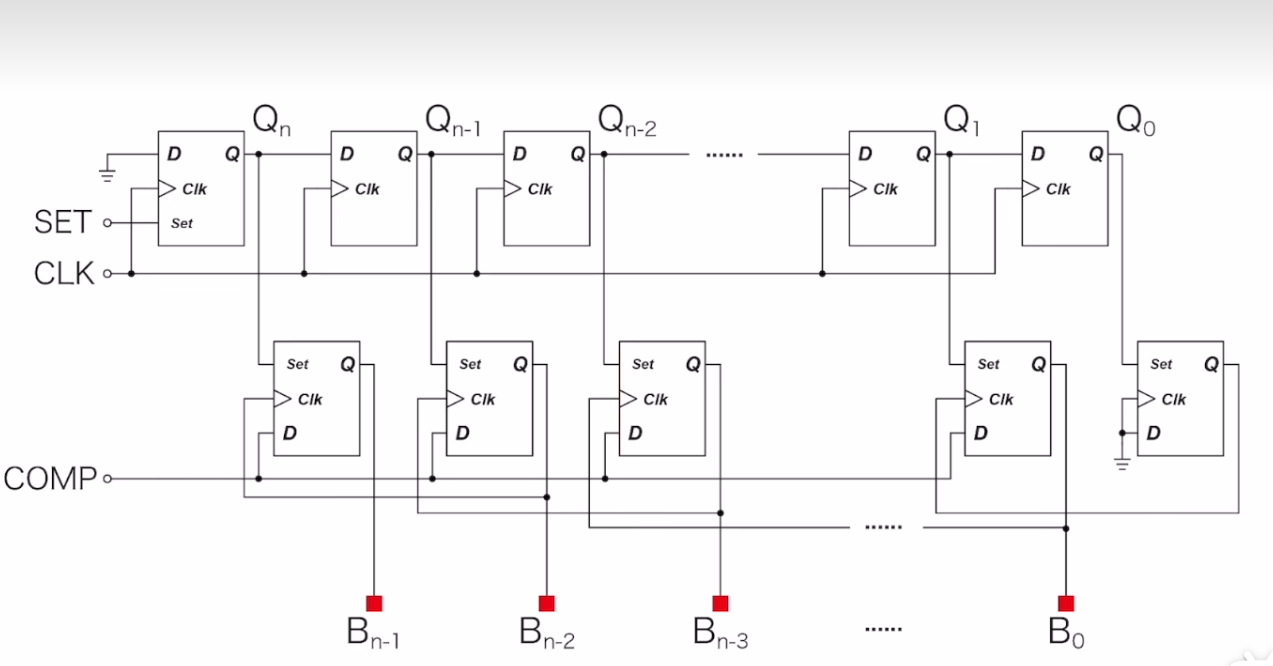 Qn Qn-1 Qn-2 Q1 Q0
D Q D Q D Q ...... D Q D Q
Clk Clk Clk Clk Clk
SET Set
CLK
Set Q Set Q Set Q Set Q Set Q
Clk Clk Clk Clk Clk
D D D D D
COMP
......
Bn-1 Bn-2 Bn-3 ...... B0